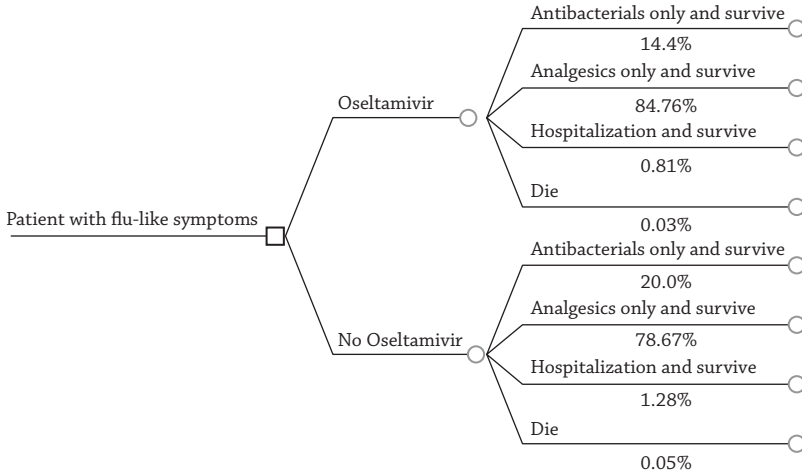 Antibacterials only and survive
14.4%
Analgesics only and survive
84.76%
Oseltamivir
Hospitalization and survive
0.81%
Die
0.03%
Patient with flu-like symptoms
Antibacterials only and survive
20.0%
Analgesics only and survive
78.67%
No Oseltamivir
Hospitalization and survive
1.28%
Die
0.05%